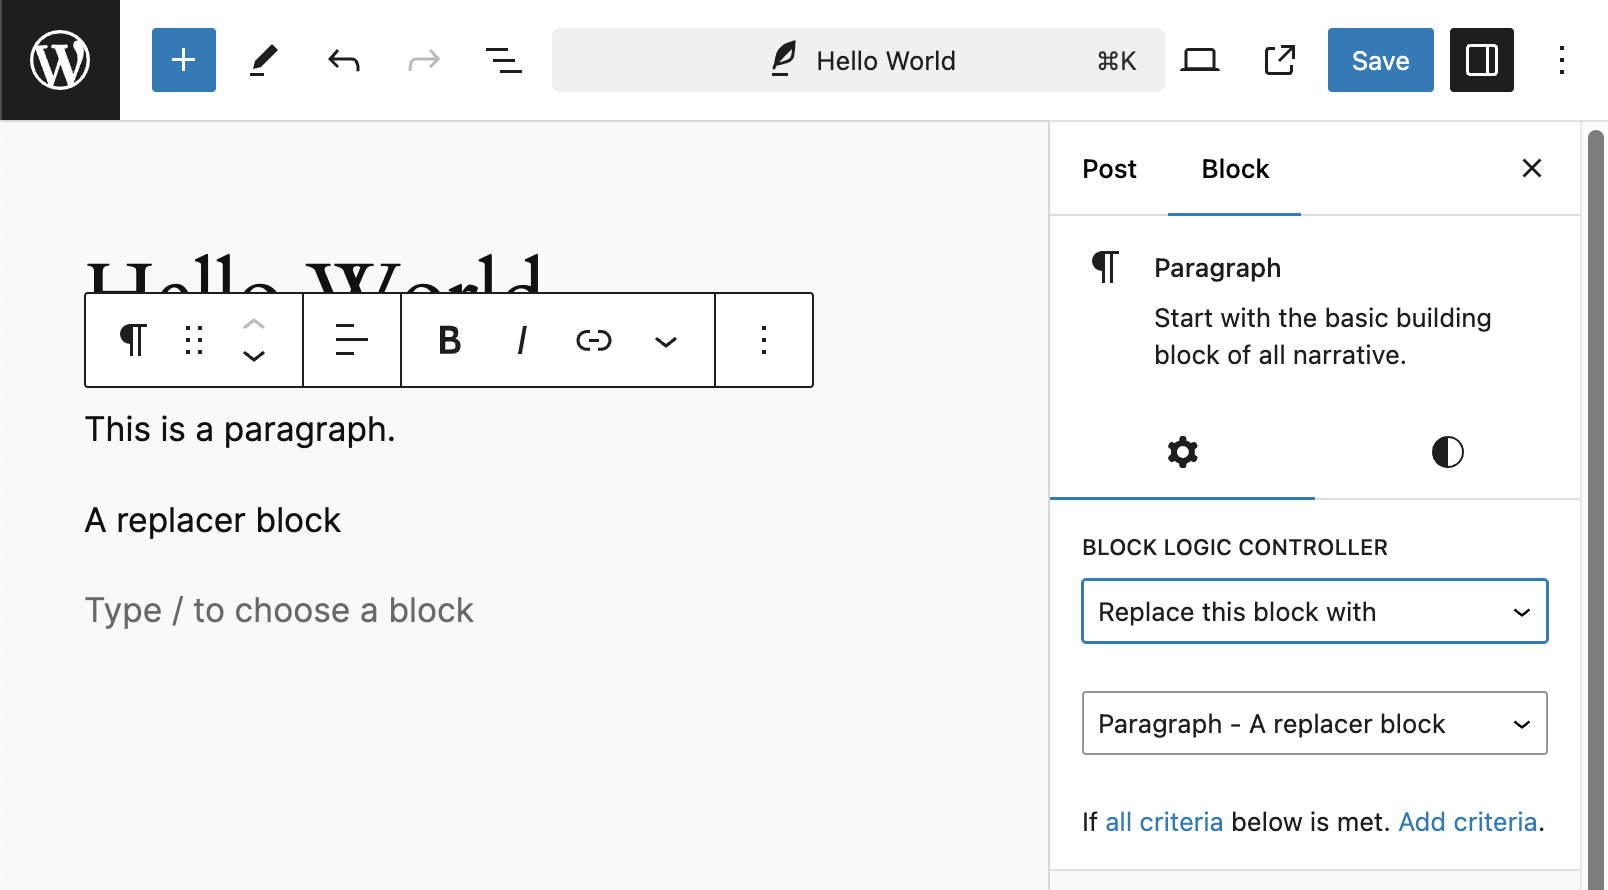 Hello World
⌘K
Save
Post
Block
Hello World
Paragraph
Start with the basic building
block of all narrative.
B I
This is a paragraph.
A replacer block
Type / to choose a block
BLOCK LOGIC CONTROLLER
Replace this block with
Paragraph - A replacer block
If all criteria below is met. Add criteria.